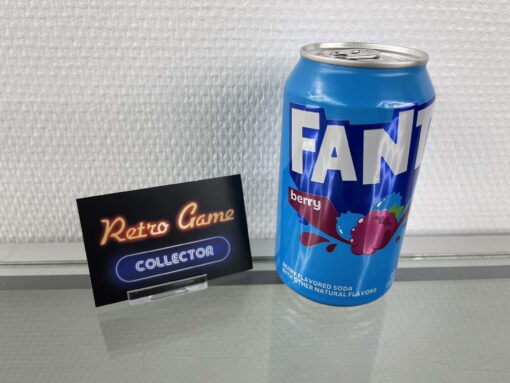 Retro Game
COLLECTOR
FANT
berry
BERRY FLAVORED SODA
WITH OTHER NATURAL FLAVORS